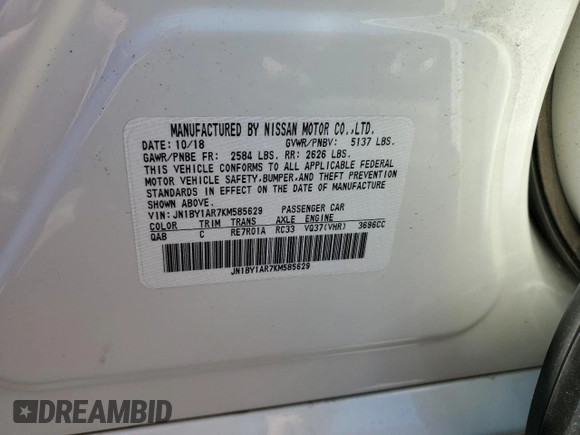 MANUFACTURED BY NISSAN MOTOR CO.,LTD.
DATE: 10/18 GVWR/PNBV: 5137 LBS.
GAWR/PNBE FR: 2584 LBS. RR: 2626 LBS.
THIS VEHICLE CONFORMS TO ALL APPLICABLE FEDERAL
MOTOR VEHICLE SAFETY,BUMPER,AND THEFT PREVENTION
STANDARDS IN EFFECT ON THE DATE OF MANUFACTURE
SHOWN ABOVE.
VIN: JN1BY1AR7KM585629 PASSENGER CAR
COLOR TRIM TRANS AXLE ENGINE
QAB C RE7R01A RC33 VQ37(VHR) 3696CC
JN1BY1AR7KM585629
DREAMBID